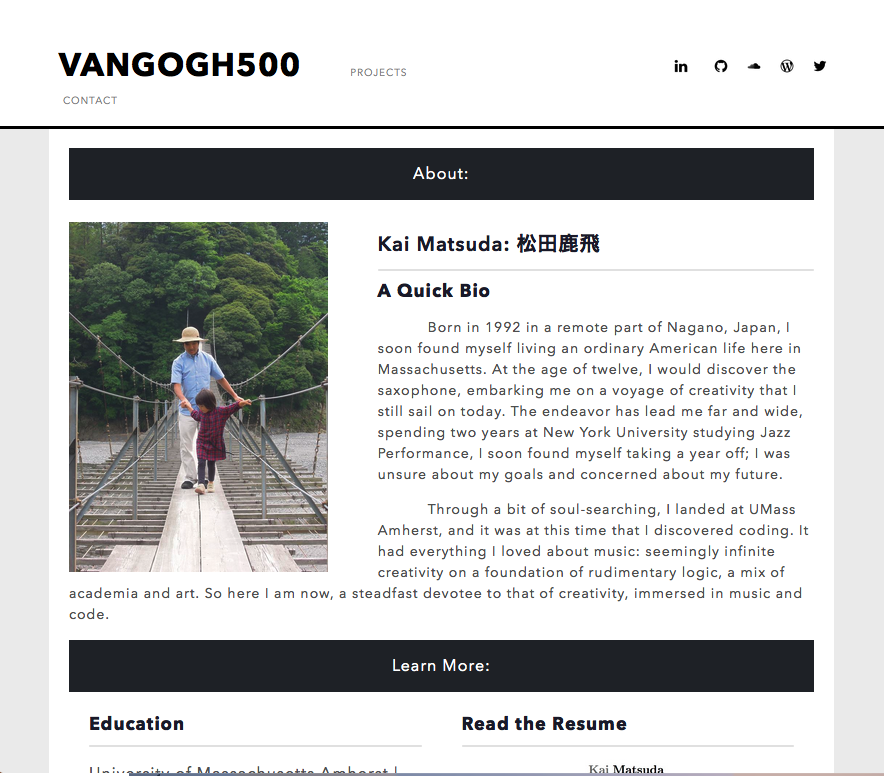 VANGOGH500 PROJECTS
CONTACT
About:
Kai Matsuda: 松田鹿飛
A Quick Bio
Born in 1992 in a remote part of Nagano, Japan, I
soon found myself living an ordinary American life here in
Massachusetts. At the age of twelve, I would discover the
saxophone, embarking me on a voyage of creativity that I
still sail on today. The endeavor has lead me far and wide,
spending two years at New York University studying Jazz
Performance, I soon found myself taking a year off; I was
unsure about my goals and concerned about my future.
Through a bit of soul-searching, I landed at UMass
Amherst, and it was at this time that I discovered coding. It
had everything I loved about music: seemingly infinite
creativity on a foundation of rudimentary logic, a mix of
academia and art. So here I am now, a steadfast devotee to that of creativity, immersed in music and
code.
Learn More:
Education
Read the Resume
University of Massachusetts Amherst |
Kai Matsuda